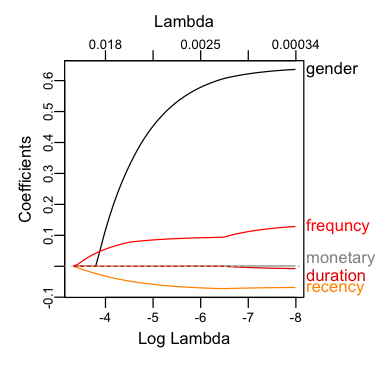 Lambda
0.018 0.0025 0.00034
gender
0.6
0.5
0.4
0.3
0.2
0.1
-0.1
Coefficients
frequncy
monetary
duration
recency
-4 -5 -6 -7 -8
Log Lambda